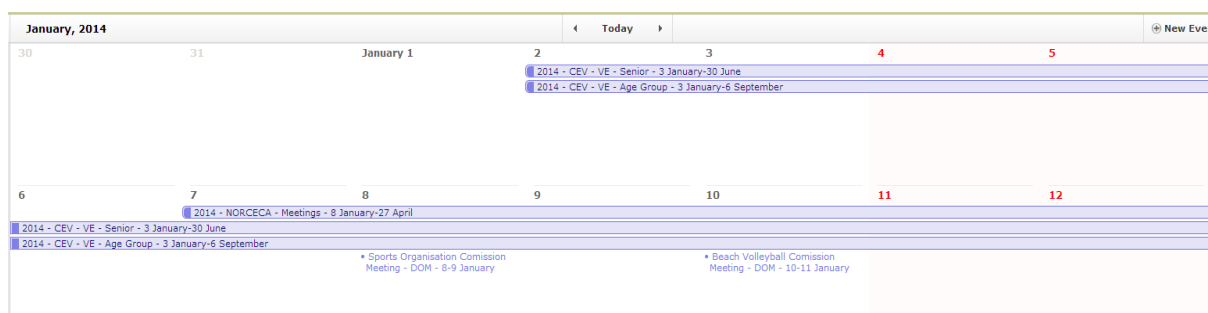 January, 2014 Today New Eve
30 31 January 1 2 3 4 5
2014 - CEV - VE - Senior - 3 January-30 June
2014 - CEV - VE - Age Group - 3 January-6 September
6 7 8 9 10 11 12
2014 - NORCECA - Meetings - 8 January-27 April
2014 - CEV - VE - Senior - 3 January-30 June
2014 - CEV - VE - Age Group - 3 January-6 September
• Sports Organisation Comission
Meeting - DOM - 8-9 January
• Beach Volleyball Comission
Meeting - DOM - 10-11 January